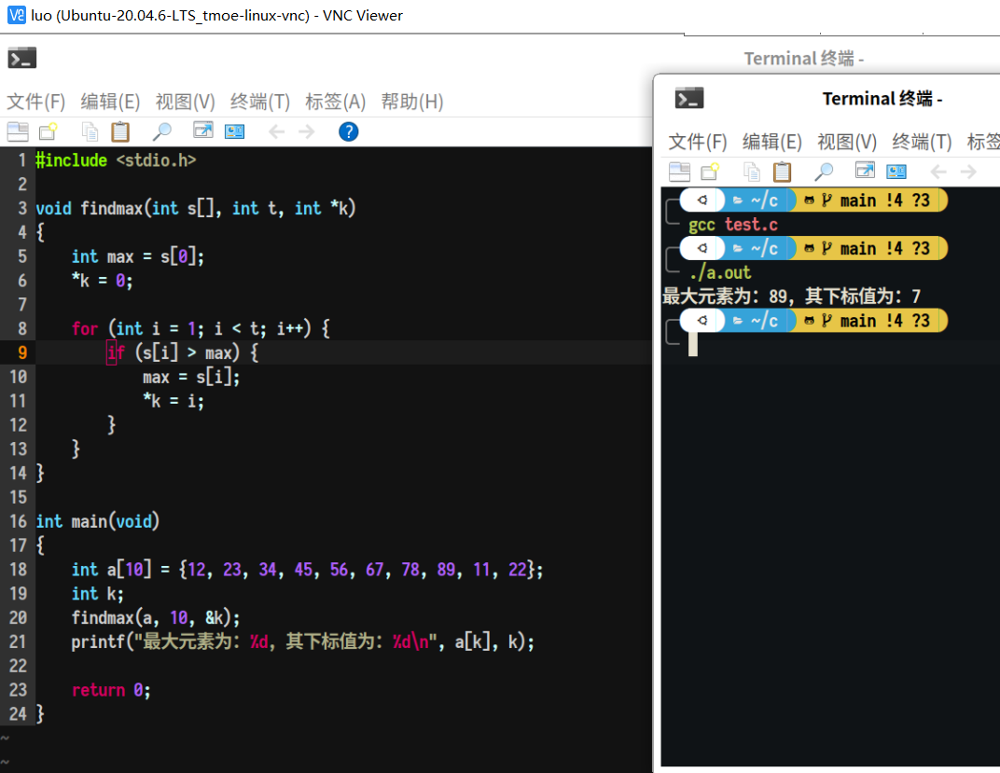 luo (Ubuntu-20.04.6-LTS_tmoe-linux-vnc) - VNC Viewer
Terminal 终端 -
文件(F) 编辑(E) 视图(V) 终端(T) 标签(A) 帮助(H)
1 #include <stdio.h>
2
3 void findmax(int s[], int t, int *k)
4 {
5     int max = s[0];
6     *k = 0;
7
8     for (int i = 1; i < t; i++) {
9         if (s[i] > max) {
10             max = s[i];
11             *k = i;
12         }
13     }
14 }
15
16 int main(void)
17 {
18     int a[10] = {12, 23, 34, 45, 56, 67, 78, 89, 11, 22};
19     int k;
20     findmax(a, 10, &k);
21     printf("最大元素为：%d，其下标值为：%d\n", a[k], k);
22
23     return 0;
24 }
~
~
Terminal 终端 -
文件(F) 编辑(E) 视图(V) 终端(T) 标签
~/c main !4 ?3
gcc test.c
~/c main !4 ?3
./a.out
最大元素为：89，其下标值为：7
~/c main !4 ?3